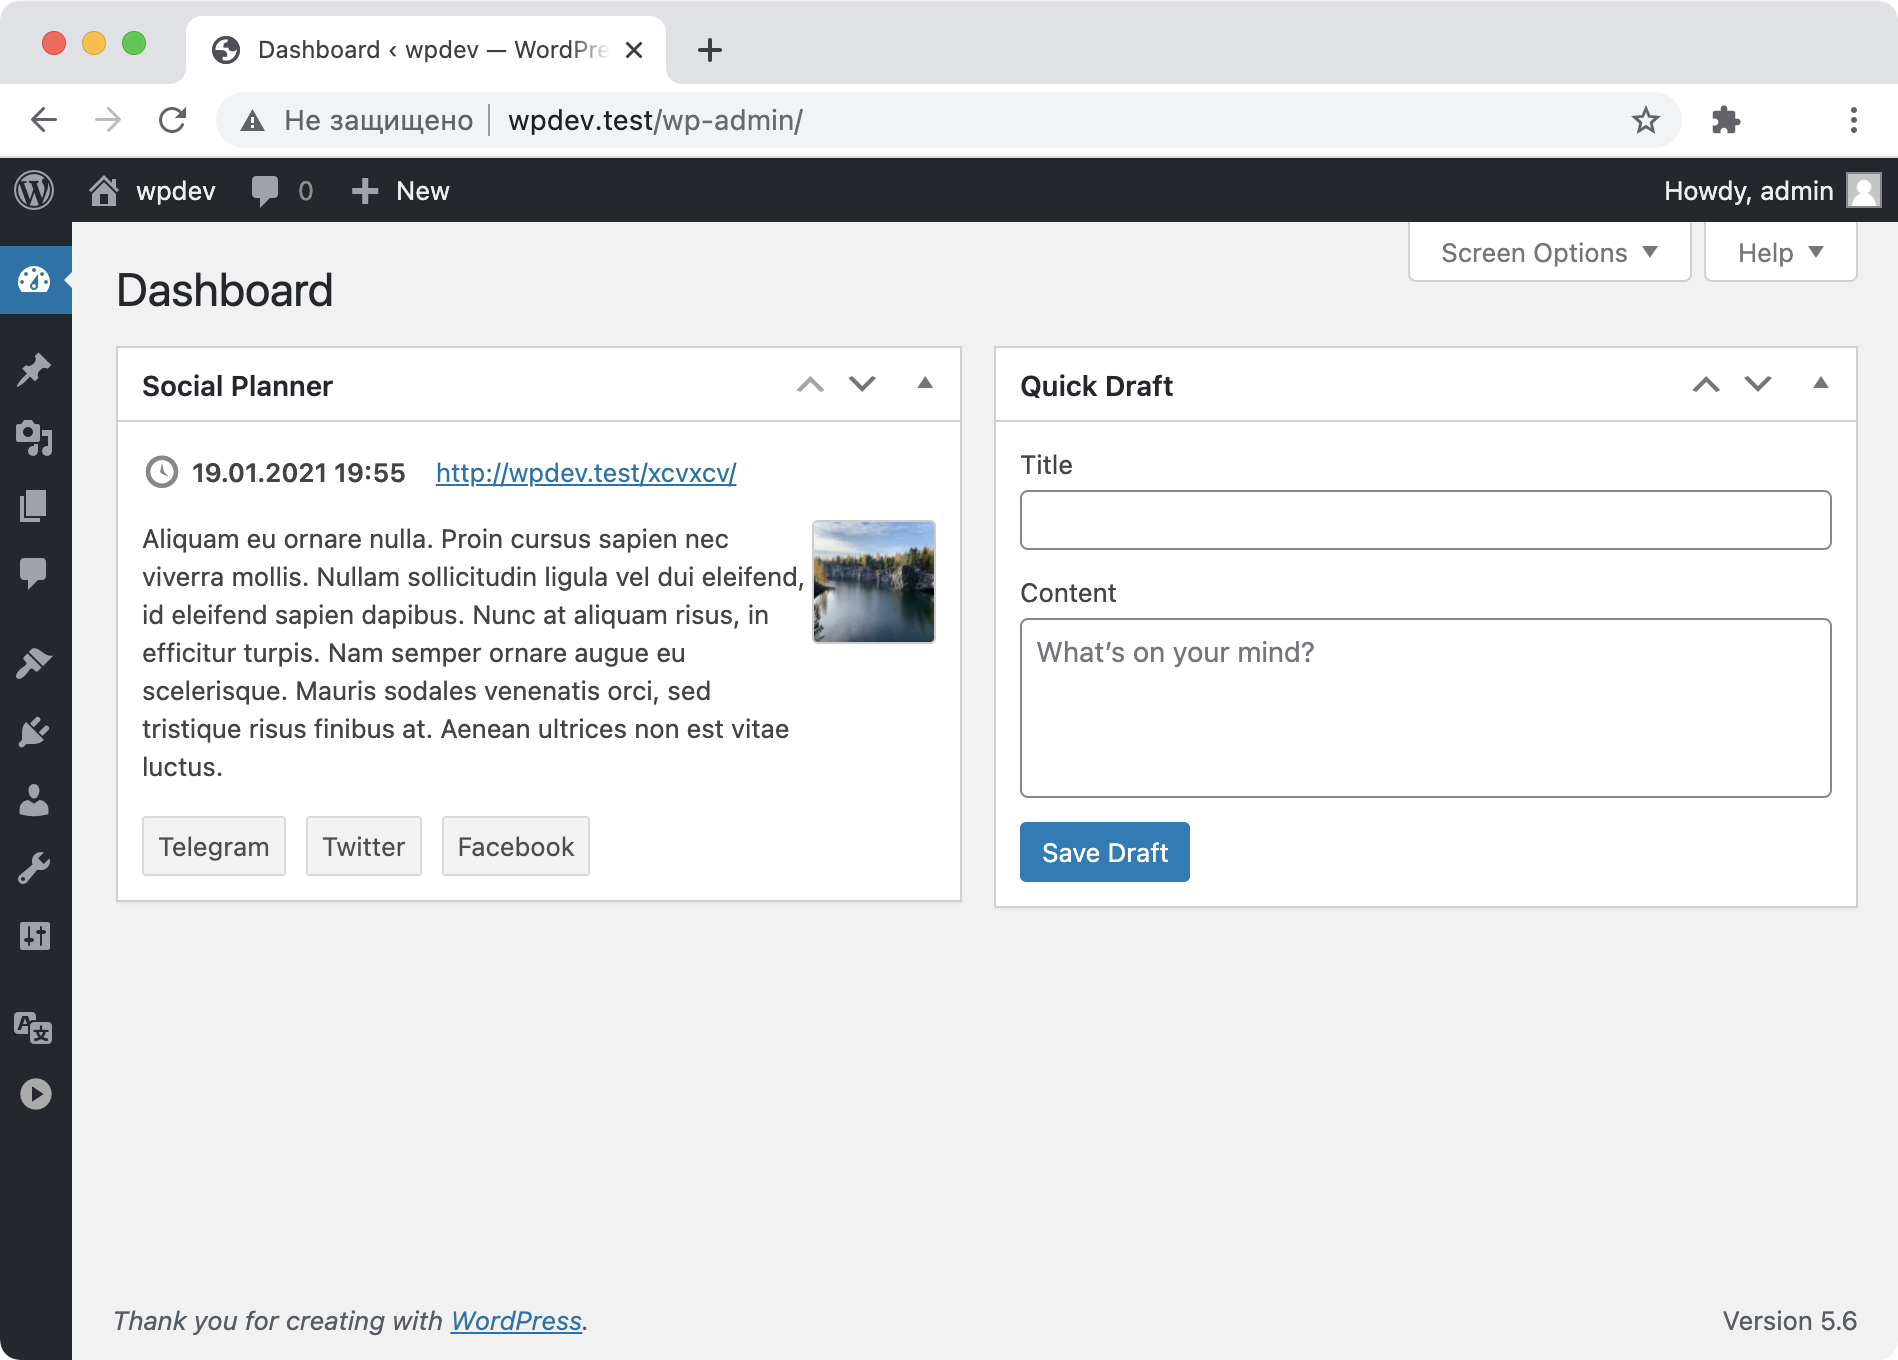 Dashboard ‹ wpdev — WordPre
Не защищено
wpdev.test/wp-admin/
wpdev 0 New
Howdy, admin
Screen Options
Help
Dashboard
Social Planner
19.01.2021 19:55 http://wpdev.test/xcvxcv/
Aliquam eu ornare nulla. Proin cursus sapien nec
viverra mollis. Nullam sollicitudin ligula vel dui eleifend,
id eleifend sapien dapibus. Nunc at aliquam risus, in
efficitur turpis. Nam semper ornare augue eu
scelerisque. Mauris sodales venenatis orci, sed
tristique risus finibus at. Aenean ultrices non est vitae
luctus.
Telegram
Twitter
Facebook
Quick Draft
Title
Content
What’s on your mind?
Save Draft
Thank you for creating with WordPress.
Version 5.6